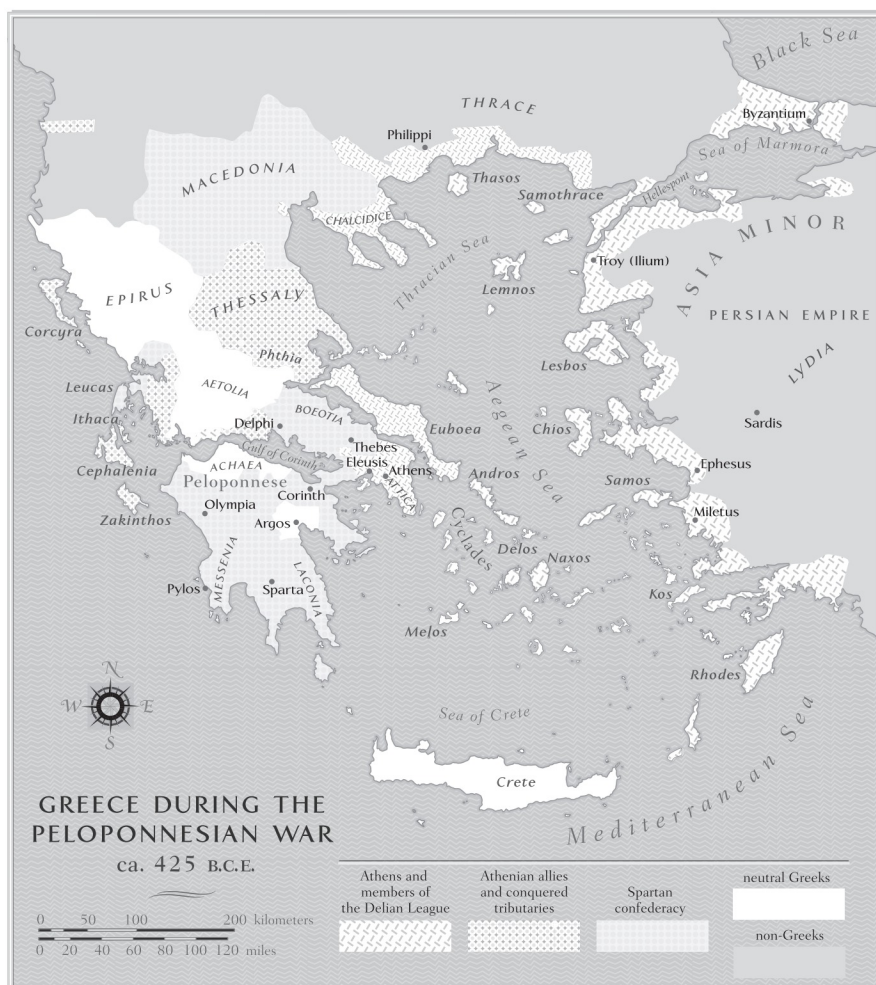 Black Sea
THRACE
Byzantium
Philippi
Sea of Marmora
MACEDONIA
Thasos
Hellespont
Samothrace
CHALCIDICE
ASIA MINOR
Thracian Sea
Troy (Ilium)
EPIRUS
THESSALY
Lemnos
PERSIAN EMPIRE
Corcyra
Phthia
Lesbos
LYDIA
Leucas
AETOLIA
Aegean Sea
Ithaca
BOEOTIA
Delphi
Euboea
Chios
Sardis
Thebes
Gulf of Corinth
Cephalenia
ACHAEA
Eleusis
Athens
Ephesus
Peloponnese
ATTICA
Andros
Samos
Corinth
Olympia
Zakinthos
Argos
Cyclades
Miletus
Delos
Naxos
MESSENIA
LACONIA
Pylos
Sparta
Kos
Melos
N
Rhodes
W
E
S
Sea of Crete
Mediterranean Sea
Crete
GREECE DURING THE
PELOPONNESIAN WAR
ca. 425 B.C.E.
0 50 100 200 kilometers
0 20 40 60 80 100 120 miles
Athens and
members of
the Delian League
Athenian allies
and conquered
tributaries
Spartan
confederacy
neutral Greeks
non-Greeks